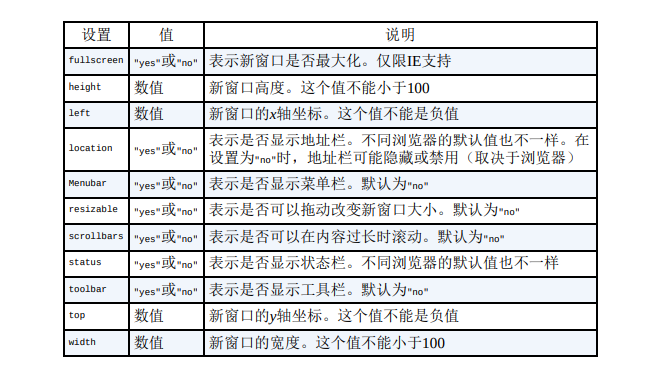 设置 值 说明
fullscreen "yes"或"no" 表示新窗口是否最大化。仅限IE支持
height 数值 新窗口高度。这个值不能小于100
left 数值 新窗口的x轴坐标。这个值不能是负值
location "yes"或"no" 表示是否显示地址栏。不同浏览器的默认值也不一样。在
设置为"no"时，地址栏可能隐藏或禁用（取决于浏览器）
Menubar "yes"或"no" 表示是否显示菜单栏。默认为"no"
resizable "yes"或"no" 表示是否可以拖动改变新窗口大小。默认为"no"
scrollbars "yes"或"no" 表示是否可以在内容过长时滚动。默认为"no"
status "yes"或"no" 表示是否显示状态栏。不同浏览器的默认值也不一样
toolbar "yes"或"no" 表示是否显示工具栏。默认为"no"
top 数值 新窗口的y轴坐标。这个值不能是负值
width 数值 新窗口的宽度。这个值不能小于100